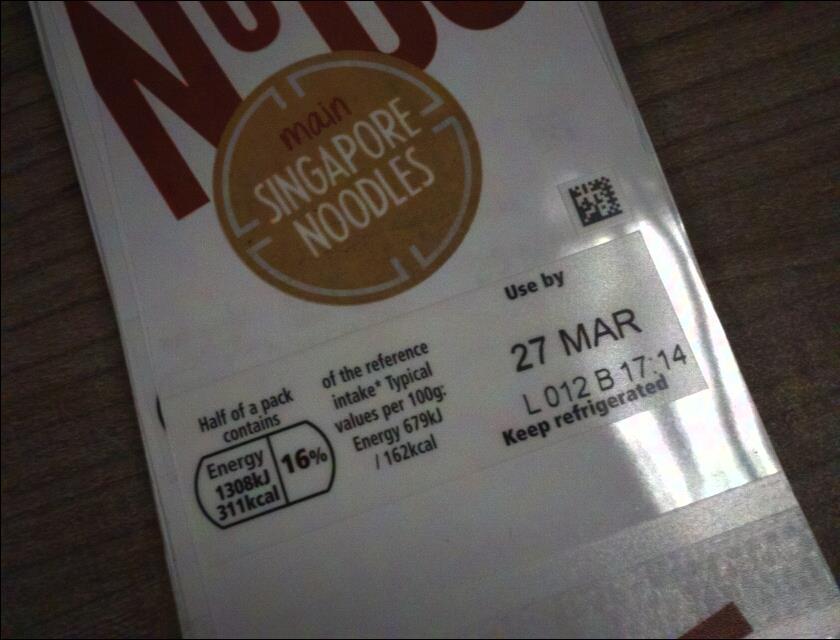 main
SINGAPORE
NOODLES
Use by
27 MAR
L 012 B 17:14
Keep refrigerated
Half of a pack
contains
Energy
1308kJ
311kcal
16%
of the reference
intake* Typical
values per 100g:
Energy 679kJ
/ 162kcal